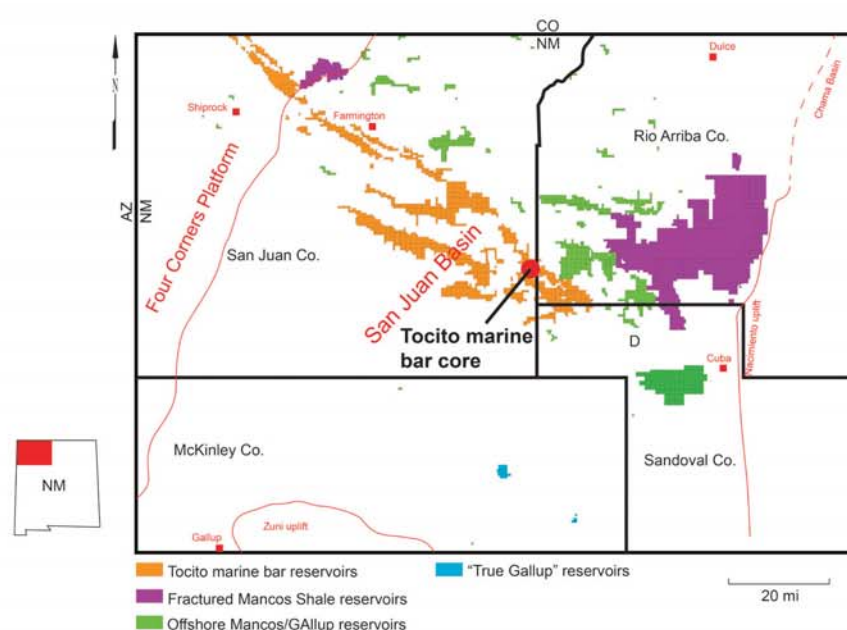 CO
NM
Dulce
N
Shiprock
Farmington
Rio Arriba Co.
Chama Basin
AZ
NM
Four Corners Platform
San Juan Co.
San Juan Basin
Tocito marine
bar core
D
Cuba
Nacimiento uplift
McKinley Co.
Sandoval Co.
NM
Gallup
Zuni uplift
Tocito marine bar reservoirs
"True Gallup" reservoirs
Fractured Mancos Shale reservoirs
20 mi
Offshore Mancos/GAllup reservoirs